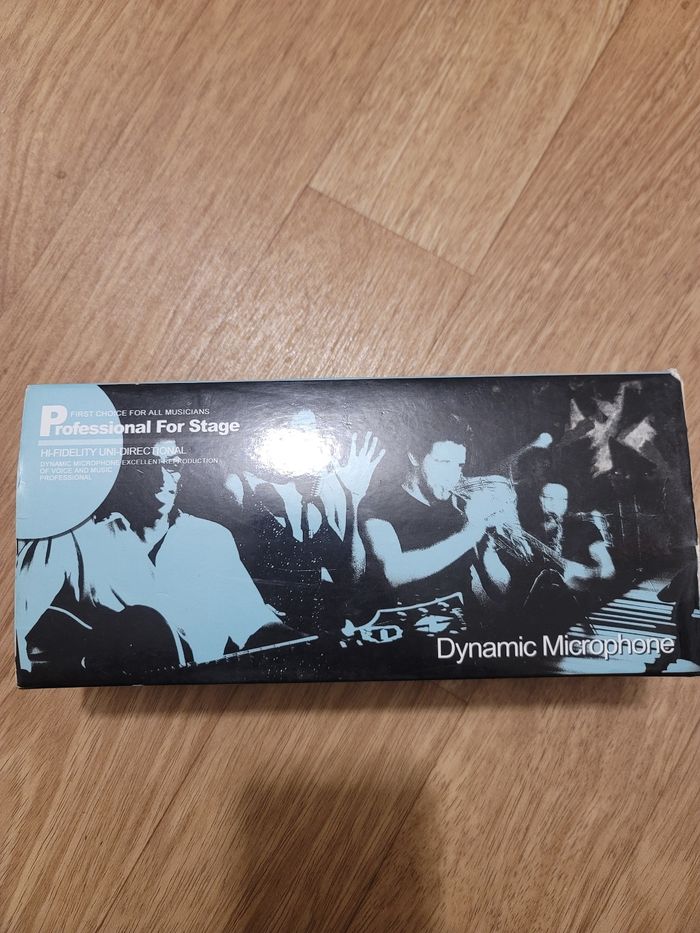 FIRST CHOICE FOR ALL MUSICIANS
Professional For Stage
HI-FIDELITY UNI-DIRECTIONAL
DYNAMIC MICROPHONE EXCELLENT REPRODUCTION
OF VOICE AND MUSIC
PROFESSIONAL
Dynamic Microphone